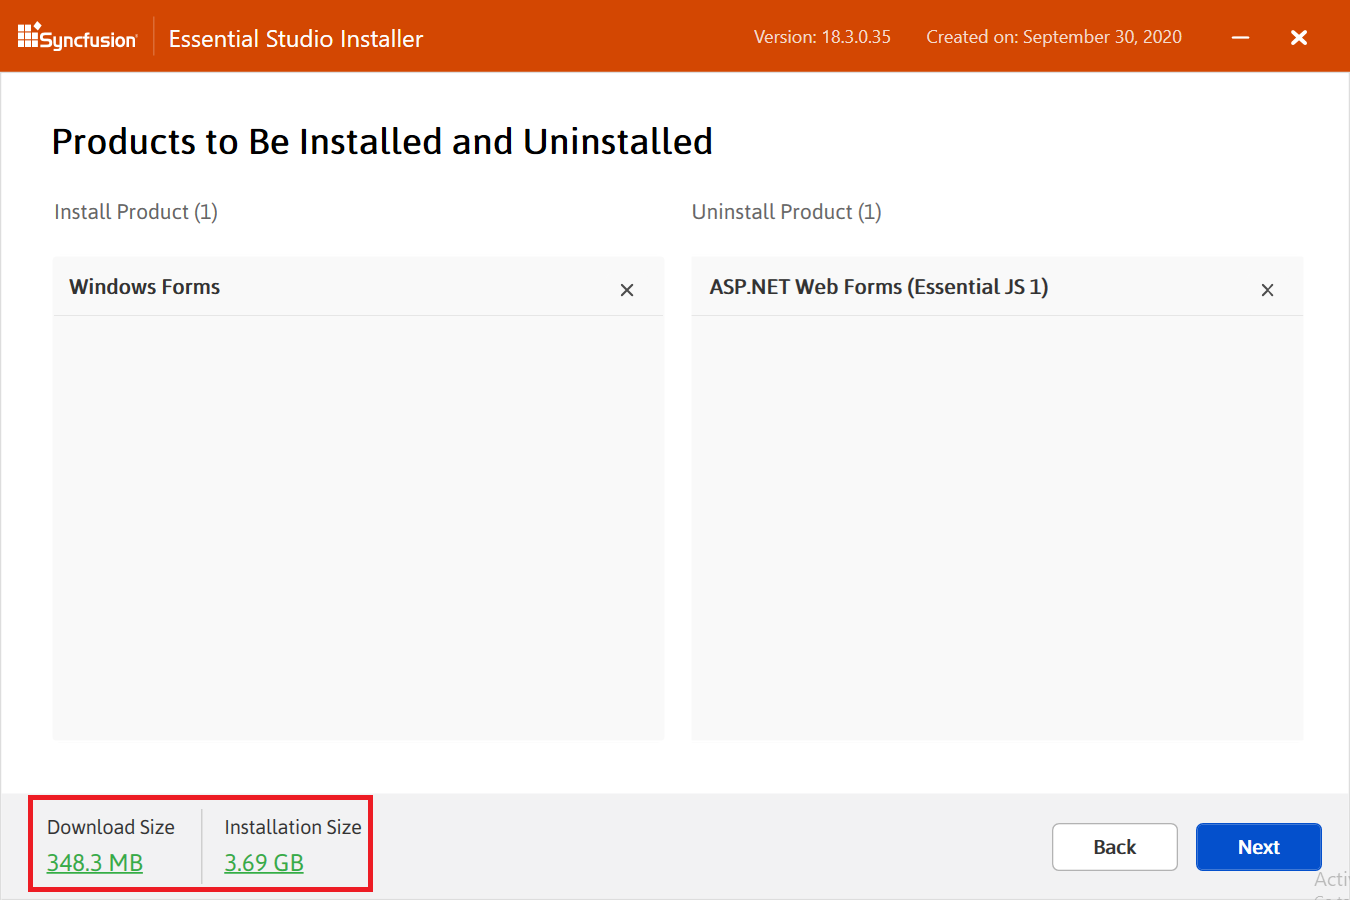 Syncfusion
Essential Studio Installer
Version: 18.3.0.35
Created on: September 30, 2020
Products to Be Installed and Uninstalled
Install Product (1)
Uninstall Product (1)
Windows Forms
ASP.NET Web Forms (Essential JS 1)
Download Size
Installation Size
348.3 MB
3.69 GB
Back
Next
Acti